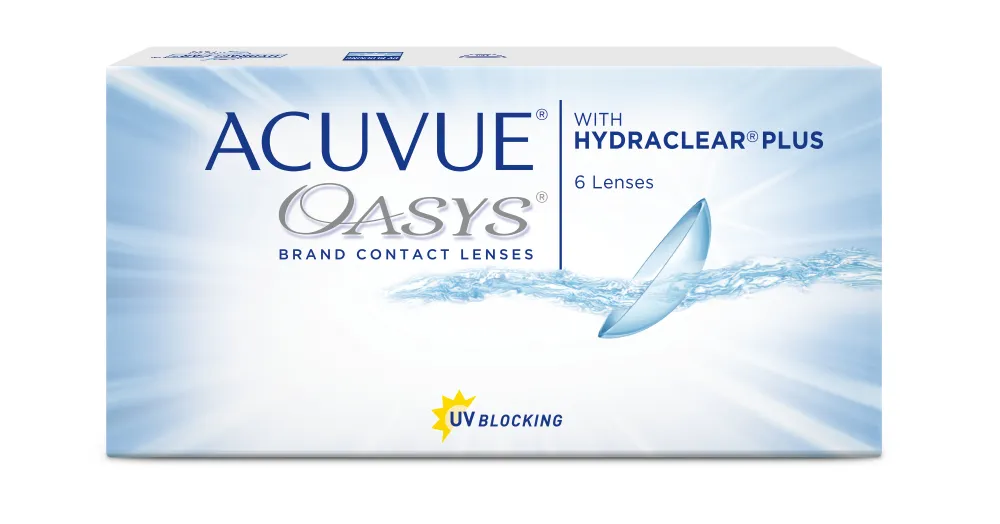 ACUVUE®
OASYS®
BRAND CONTACT LENSES
WITH
HYDRACLEAR® PLUS
6 Lenses
UV BLOCKING